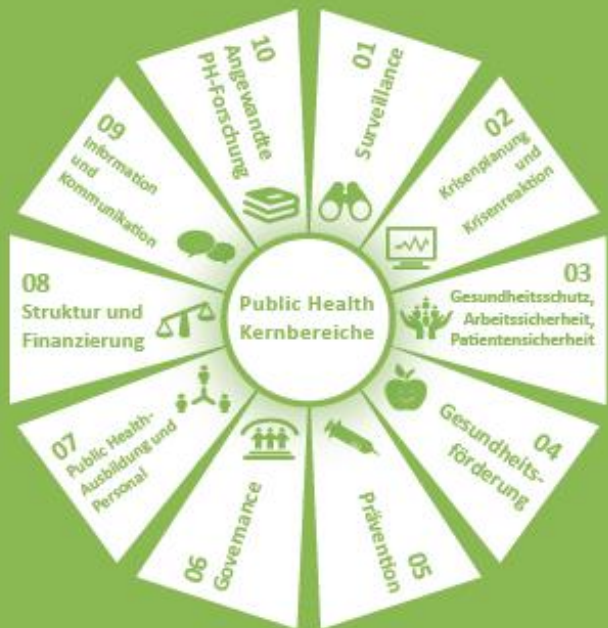 Public Health
Kernbereiche
01
Surveillance
02
Krisenplanung
und
Krisenreaktion
03
Gesundheitsschutz,
Arbeitssicherheit,
Patientensicherheit
04
Gesundheits-
förderung
05
Prävention
06
Governance
07
Public Health-
Ausbildung und
Personal
08
Struktur und
Finanzierung
09
Information
und
Kommunikation
10
Angewandte
PH-Forschung